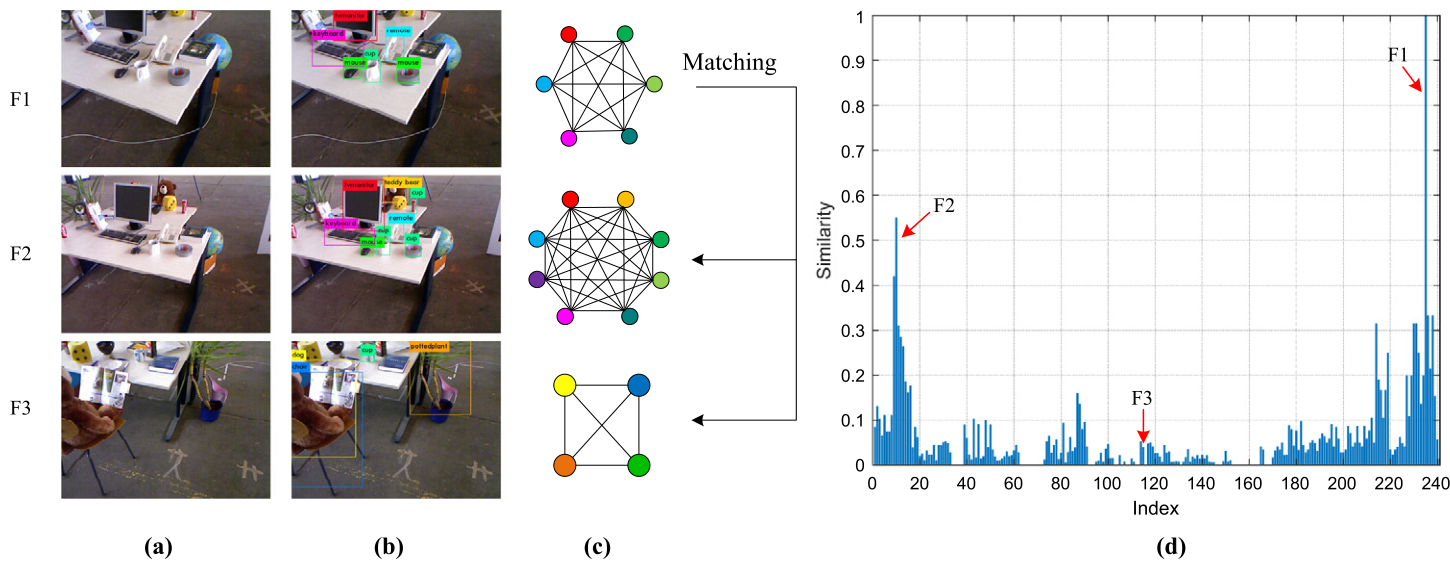 F1
tvmonitor
keyboard
remote
cup
mouse
mouse
Matching
F2
tvmonitor
teddy bear
cup
keyboard
remote
cup
mouse
cup
F3
dog
chair
cup
pottedplant
(a)
(b)
(c)
Similarity
1
0.9
0.8
0.7
0.6
0.5
0.4
0.3
0.2
0.1
0
F1
F2
F3
0 20 40 60 80 100 120 140 160 180 200 220 240
Index
(d)